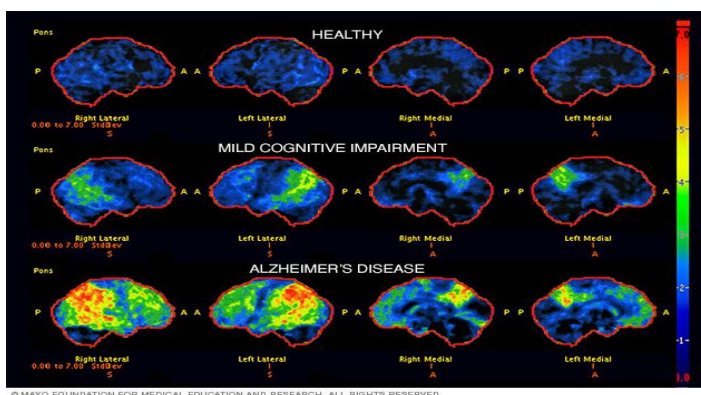 HEALTHY
Pons
7.0
P A A P A P P A
6
Right Lateral Left Lateral Right Medial Left Medial
0.00 to 7.00 StdDev
S S A A
5
MILD COGNITIVE IMPAIRMENT
Pons
4
P A A P A P P A
3
Right Lateral Left Lateral Right Medial Left Medial
0.00 to 7.00 StdDev
S S A A
2
ALZHEIMER'S DISEASE
Pons
P A A P A P P A
1
Right Lateral Left Lateral Right Medial Left Medial
0.00 to 7.00 StdDev
S S A A
0.0
© MAYO FOUNDATION FOR MEDICAL EDUCATION AND RESEARCH. ALL RIGHTS RESERVED.